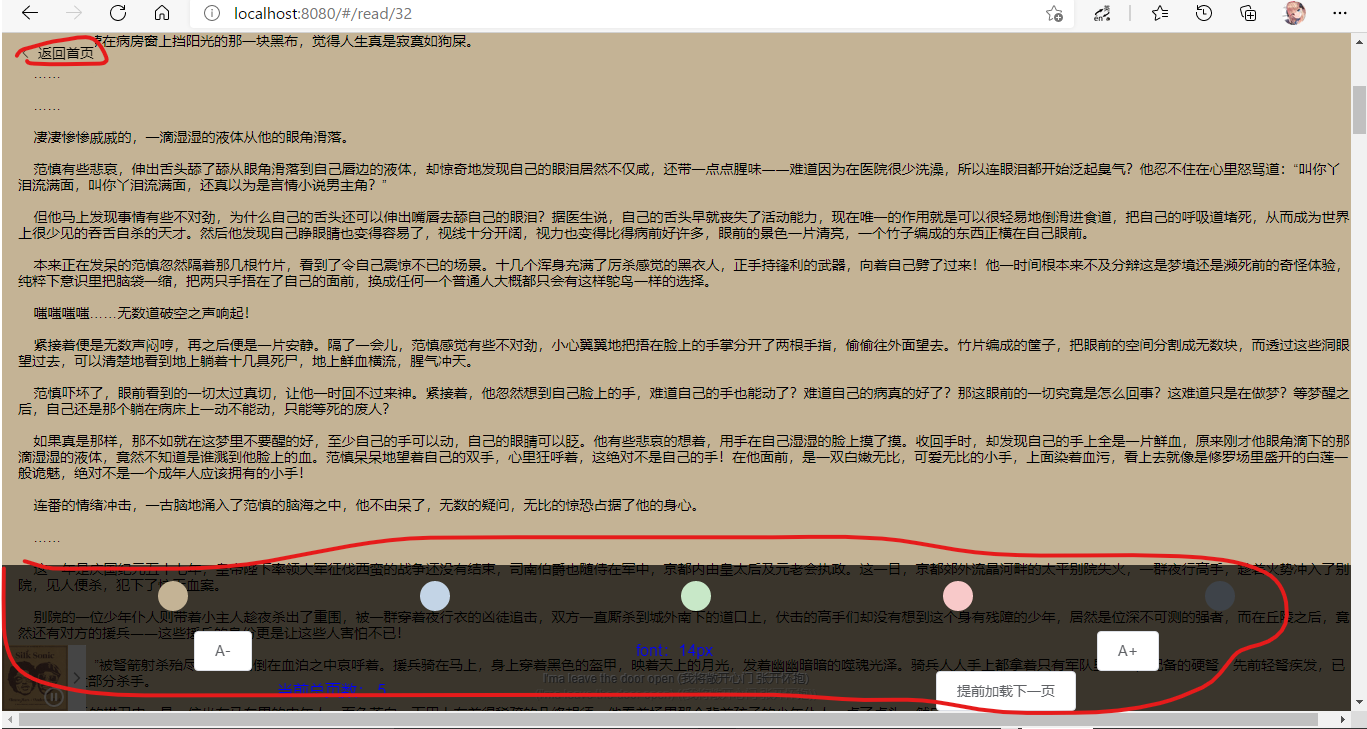 localhost:8080/#/read/32
在病房窗上挡阳光的那一块黑布，觉得人生真是寂寞如狗屎。
返回首页
……
……
凄凄惨惨戚戚的，一滴湿湿的液体从他的眼角滑落。
范慎有些悲哀，伸出舌头舔了舔从眼角滑落到自己唇边的液体，却惊奇地发现自己的眼泪居然不仅咸，还带一点点腥味——难道因为在医院很少洗澡，所以连眼泪都开始泛起臭气？他忍不住在心里怒骂道：“叫你丫
泪流满面，叫你丫泪流满面，还真以为是言情小说男主角？”
但他马上发现事情有些不对劲，为什么自己的舌头还可以伸出嘴唇去舔自己的眼泪？据医生说，自己的舌头早就丧失了活动能力，现在唯一的作用就是可以很轻易地倒滑进食道，把自己的呼吸道堵死，从而成为世界
上很少见的吞舌自杀的天才。然后他发现自己睁眼睛也变得容易了，视线十分开阔，视力也变得比得病前好许多，眼前的景色一片清亮，一个竹子编成的东西正横在自己眼前。
本来正在发呆的范慎忽然隔着那几根竹片，看到了令自己震惊不已的场景。十几个浑身充满了厉杀感觉的黑衣人，正手持锋利的武器，向着自己劈了过来！他一时间根本来不及分辩这是梦境还是濒死前的奇怪体验，
纯粹下意识里把脑袋一缩，把两只手捂在了自己的面前，换成任何一个普通人大概都只会有这样鸵鸟一样的选择。
嗤嗤嗤嗤……无数道破空之声响起！
紧接着便是无数声闷哼，再之后便是一片安静。隔了一会儿，范慎感觉有些不对劲，小心翼翼地把捂在脸上的手掌分开了两根手指，偷偷往外面望去。竹片编成的筐子，把眼前的空间分割成无数块，而透过这些洞眼
望过去，可以清楚地看到地上躺着十几具死尸，地上鲜血横流，腥气冲天。
范慎吓坏了，眼前看到的一切太过真切，让他一时回不过来神。紧接着，他忽然想到自己脸上的手，难道自己的手也能动了？难道自己的病真的好了？那这眼前的一切究竟是怎么回事？这难道只是在做梦？等梦醒之
后，自己还是那个躺在病床上一动不能动，只能等死的废人？
如果真是那样，那不如就在这梦里不要醒的好，至少自己的手可以动，自己的眼睛可以眨。他有些悲哀的想着，用手在自己湿湿的脸上摸了摸。收回手时，却发现自己的手上全是一片鲜血，原来刚才他眼角滴下的那
滴湿湿的液体，竟然不知道是谁溅到他脸上的血。范慎呆呆地望着自己的双手，心里狂呼着，这绝对不是自己的手！在他面前，是一双白嫩无比，可爱无比的小手，上面染着血污，看上去就像是修罗场里盛开的白莲一
般诡魅，绝对不是一个成年人应该拥有的小手！
连番的情绪冲击，一古脑地涌入了范慎的脑海之中，他不由呆了，无数的疑问，无比的惊恐占据了他的身心。
……
这一年是庆国纪元五十七年，皇帝陛下率领大军征伐西蛮的战争还没有结束，司南伯爵也随侍在军中，京都内由皇太后及元老会执政。这一日，京都郊外流晶河畔的太平别院失火，一群夜行高手，趁着火势冲入了别
院，见人便杀，犯下了血案。
别院的一位少年仆人则带着小主人趁夜杀出了重围，被一群穿着夜行衣的凶徒追击，双方一直厮杀到城外南下的道口上，伏击的高手们却没有想到这个身有残障的少年，居然是位深不可测的强者，而在丘陵之后，竟
然还有对方的援兵——这些援更是让这些人害怕不已！
A-
font：14px
A+
“被弩箭射杀殆尽倒在血泊之中哀呼着。援兵骑在马上，身上穿着黑色的盔甲，映着天上的月光，发着幽幽暗暗的噬魂光泽。骑兵人人手上都拿着只有军队配备的硬弩，先前轻弩疾发，已
部分杀手。
I'ma leave the door open
当前总页数： 5
提前加载下一页